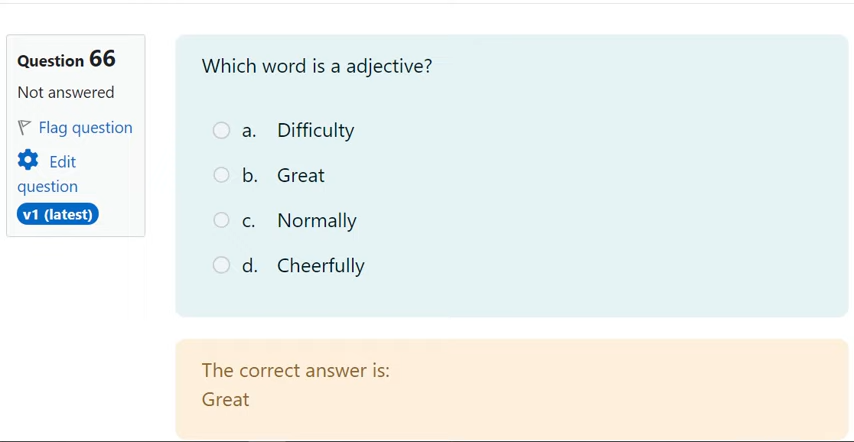 Question 66
Not answered
Flag question
Edit
question
v1 (latest)
Which word is a adjective?
a. Difficulty
b. Great
c. Normally
d. Cheerfully
The correct answer is:
Great